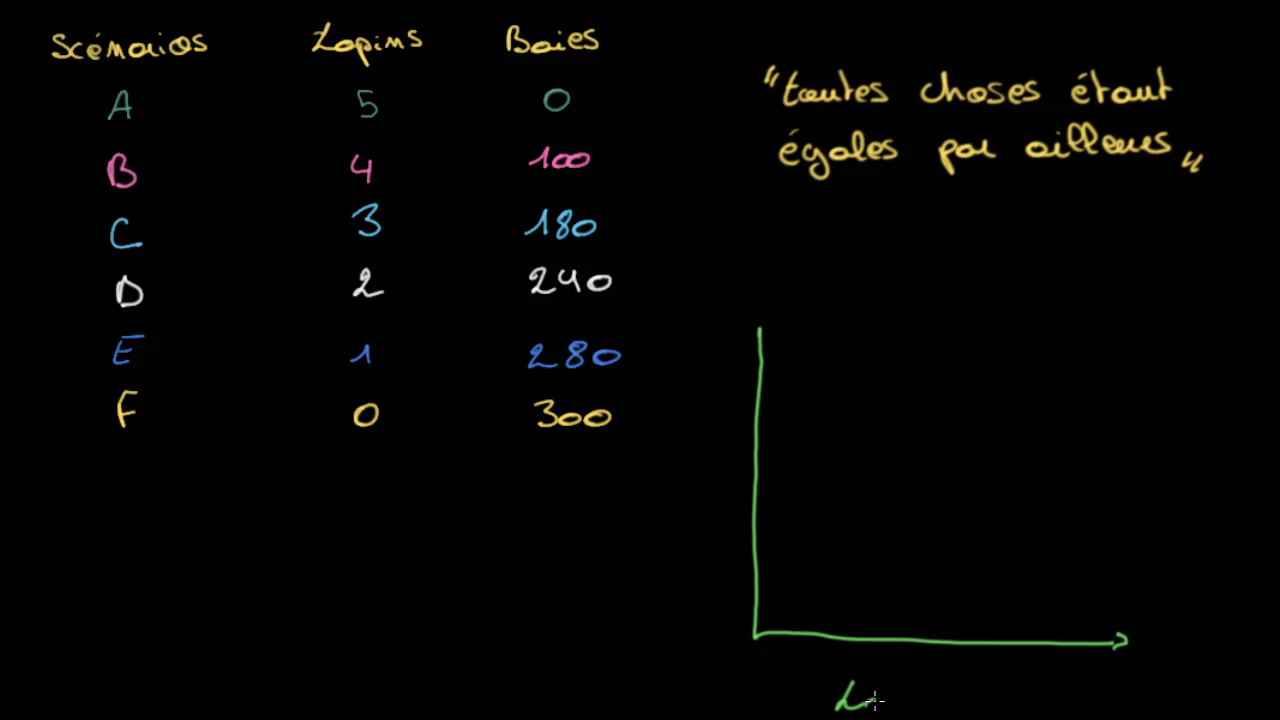 Scénarios Lapins Baies
A 5 0
B 4 100
C 3 180
D 2 240
E 1 280
F 0 300
"toutes choses étant
égales par ailleurs"
L